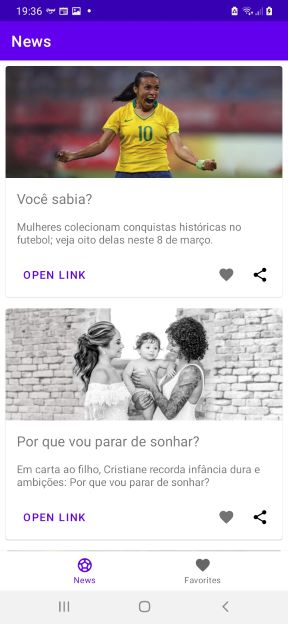 19:36
News
10
Você sabia?
Mulheres colecionam conquistas históricas no
futebol; veja oito delas neste 8 de março.
OPEN LINK
Por que vou parar de sonhar?
Em carta ao filho, Cristiane recorda infância dura e
ambições: Por que vou parar de sonhar?
OPEN LINK
News
Favorites